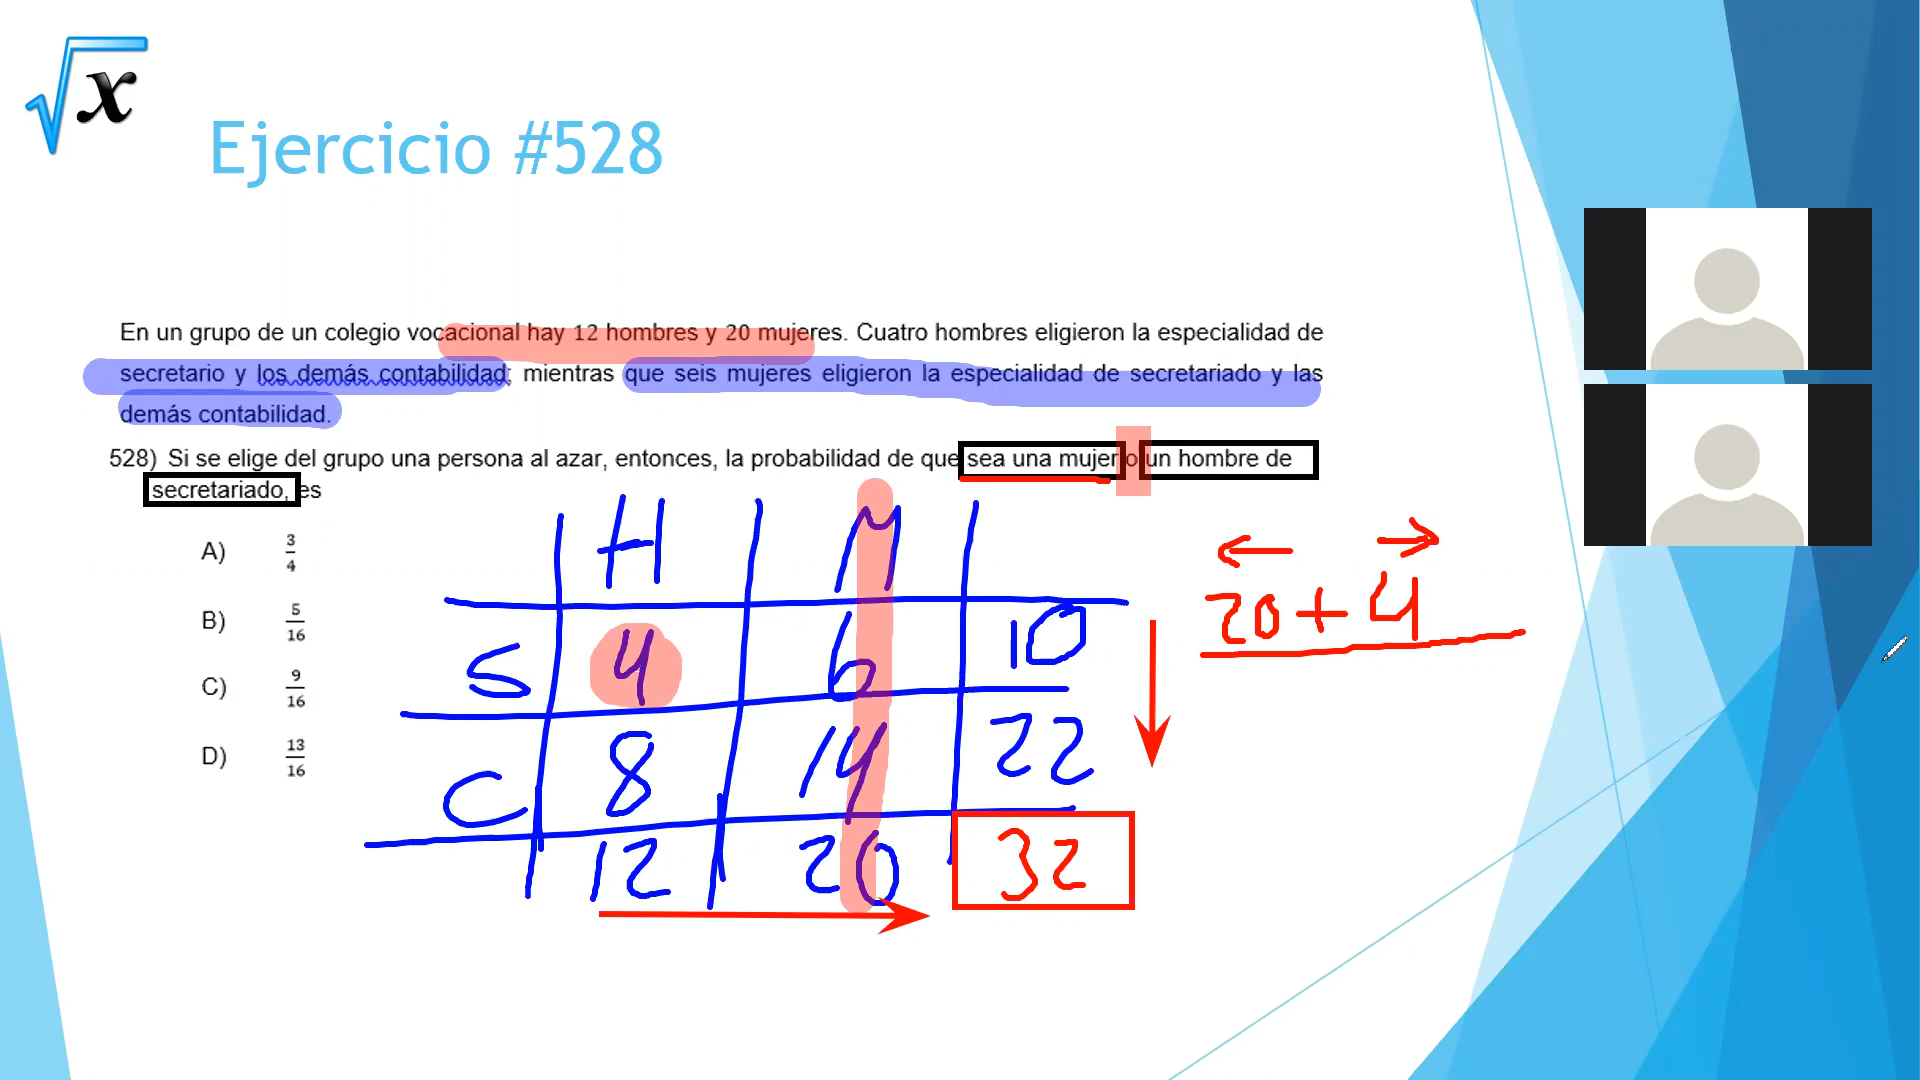 √x
Ejercicio #528
En un grupo de un colegio vocacional hay 12 hombres y 20 mujeres. Cuatro hombres eligieron la especialidad de
secretario y los demás contabilidad; mientras que seis mujeres eligieron la especialidad de secretariado y las
demás contabilidad.
528) Si se elige del grupo una persona al azar, entonces, la probabilidad de que sea una mujer o un hombre de
secretariado, es
A) 3/4
B) 5/16
C) 9/16
D) 13/16
H M
S 4 6 10
C 8 14 22
12 20 32
20 + 4